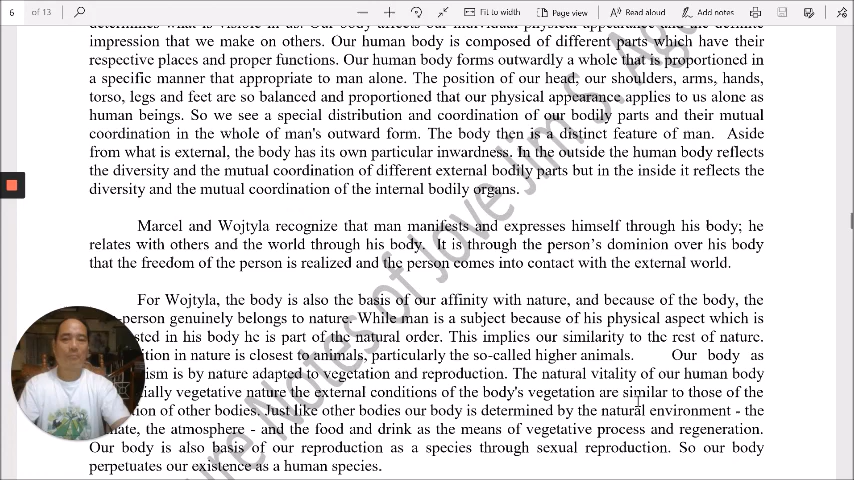 6 of 13 Fit to width Page view Read aloud Add notes
impression that we make on others. Our human body is composed of different parts which have their
respective places and proper functions. Our human body forms outwardly a whole that is proportioned in
a specific manner that appropriate to man alone. The position of our head, our shoulders, arms, hands,
torso, legs and feet are so balanced and proportioned that our physical appearance applies to us alone as
human beings. So we see a special distribution and coordination of our bodily parts and their mutual
coordination in the whole of man's outward form. The body then is a distinct feature of man. Aside
from what is external, the body has its own particular inwardness. In the outside the human body reflects
the diversity and the mutual coordination of different external bodily parts but in the inside it reflects the
diversity and the mutual coordination of the internal bodily organs.
Marcel and Wojtyla recognize that man manifests and expresses himself through his body; he
relates with others and the world through his body. It is through the person's dominion over his body
that the freedom of the person is realized and the person comes into contact with the external world.
For Wojtyla, the body is also the basis of our affinity with nature, and because of the body, the
person genuinely belongs to nature. While man is a subject because of his physical aspect which is
in his body he is part of the natural order. This implies our similarity to the rest of nature.
in nature is closest to animals, particularly the so-called higher animals. Our body as
is by nature adapted to vegetation and reproduction. The natural vitality of our human body
vegetative nature the external conditions of the body's vegetation are similar to those of the
of other bodies. Just like other bodies our body is determined by the natural environment - the
the atmosphere - and the food and drink as the means of vegetative process and regeneration.
Our body is also basis of our reproduction as a species through sexual reproduction. So our body
perpetuates our existence as a human species.